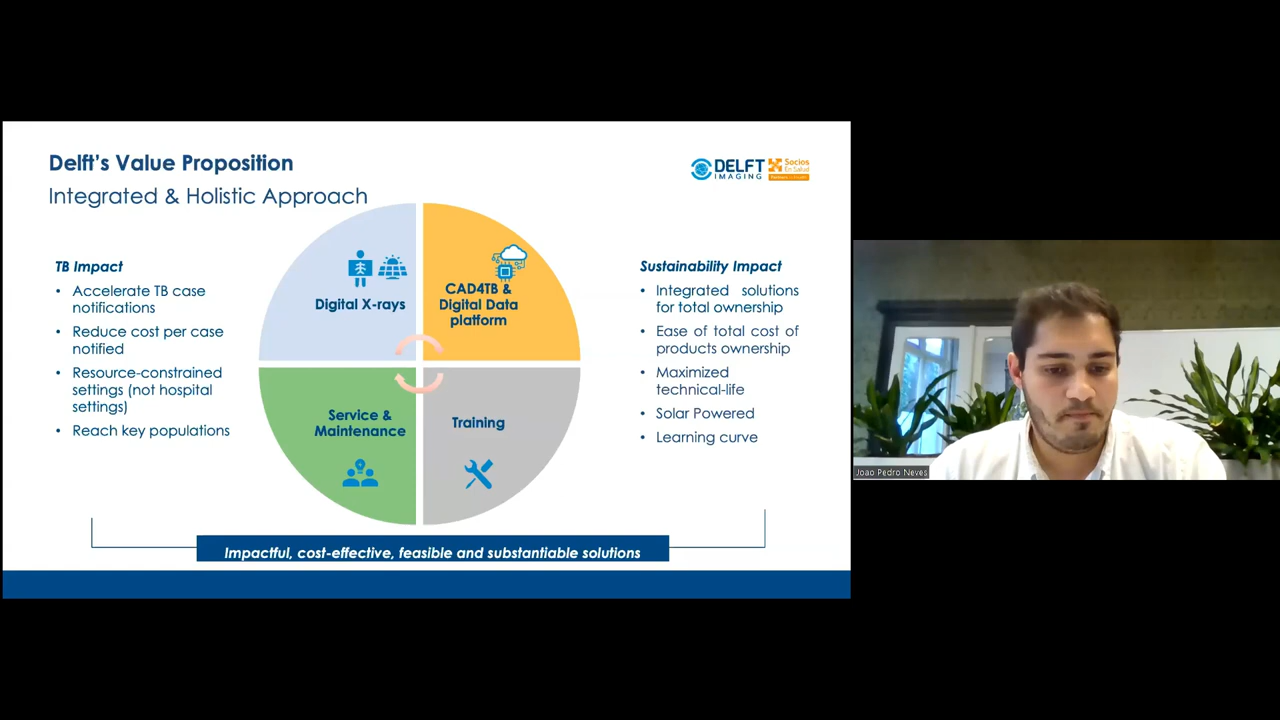 Delft's Value Proposition
Integrated & Holistic Approach
DELFT
IMAGING
Socios
En Salud
TB Impact
• Accelerate TB case
notifications
• Reduce cost per case
notified
• Resource-constrained
settings (not hospital
settings)
• Reach key populations
Digital X-rays
CAD4TB &
Digital Data
platform
Service &
Maintenance
Training
Sustainability Impact
• Integrated solutions
for total ownership
• Ease of total cost of
products ownership
• Maximized
technical-life
• Solar Powered
• Learning curve
Impactful, cost-effective, feasible and substantiable solutions
Joao Pedro Neves